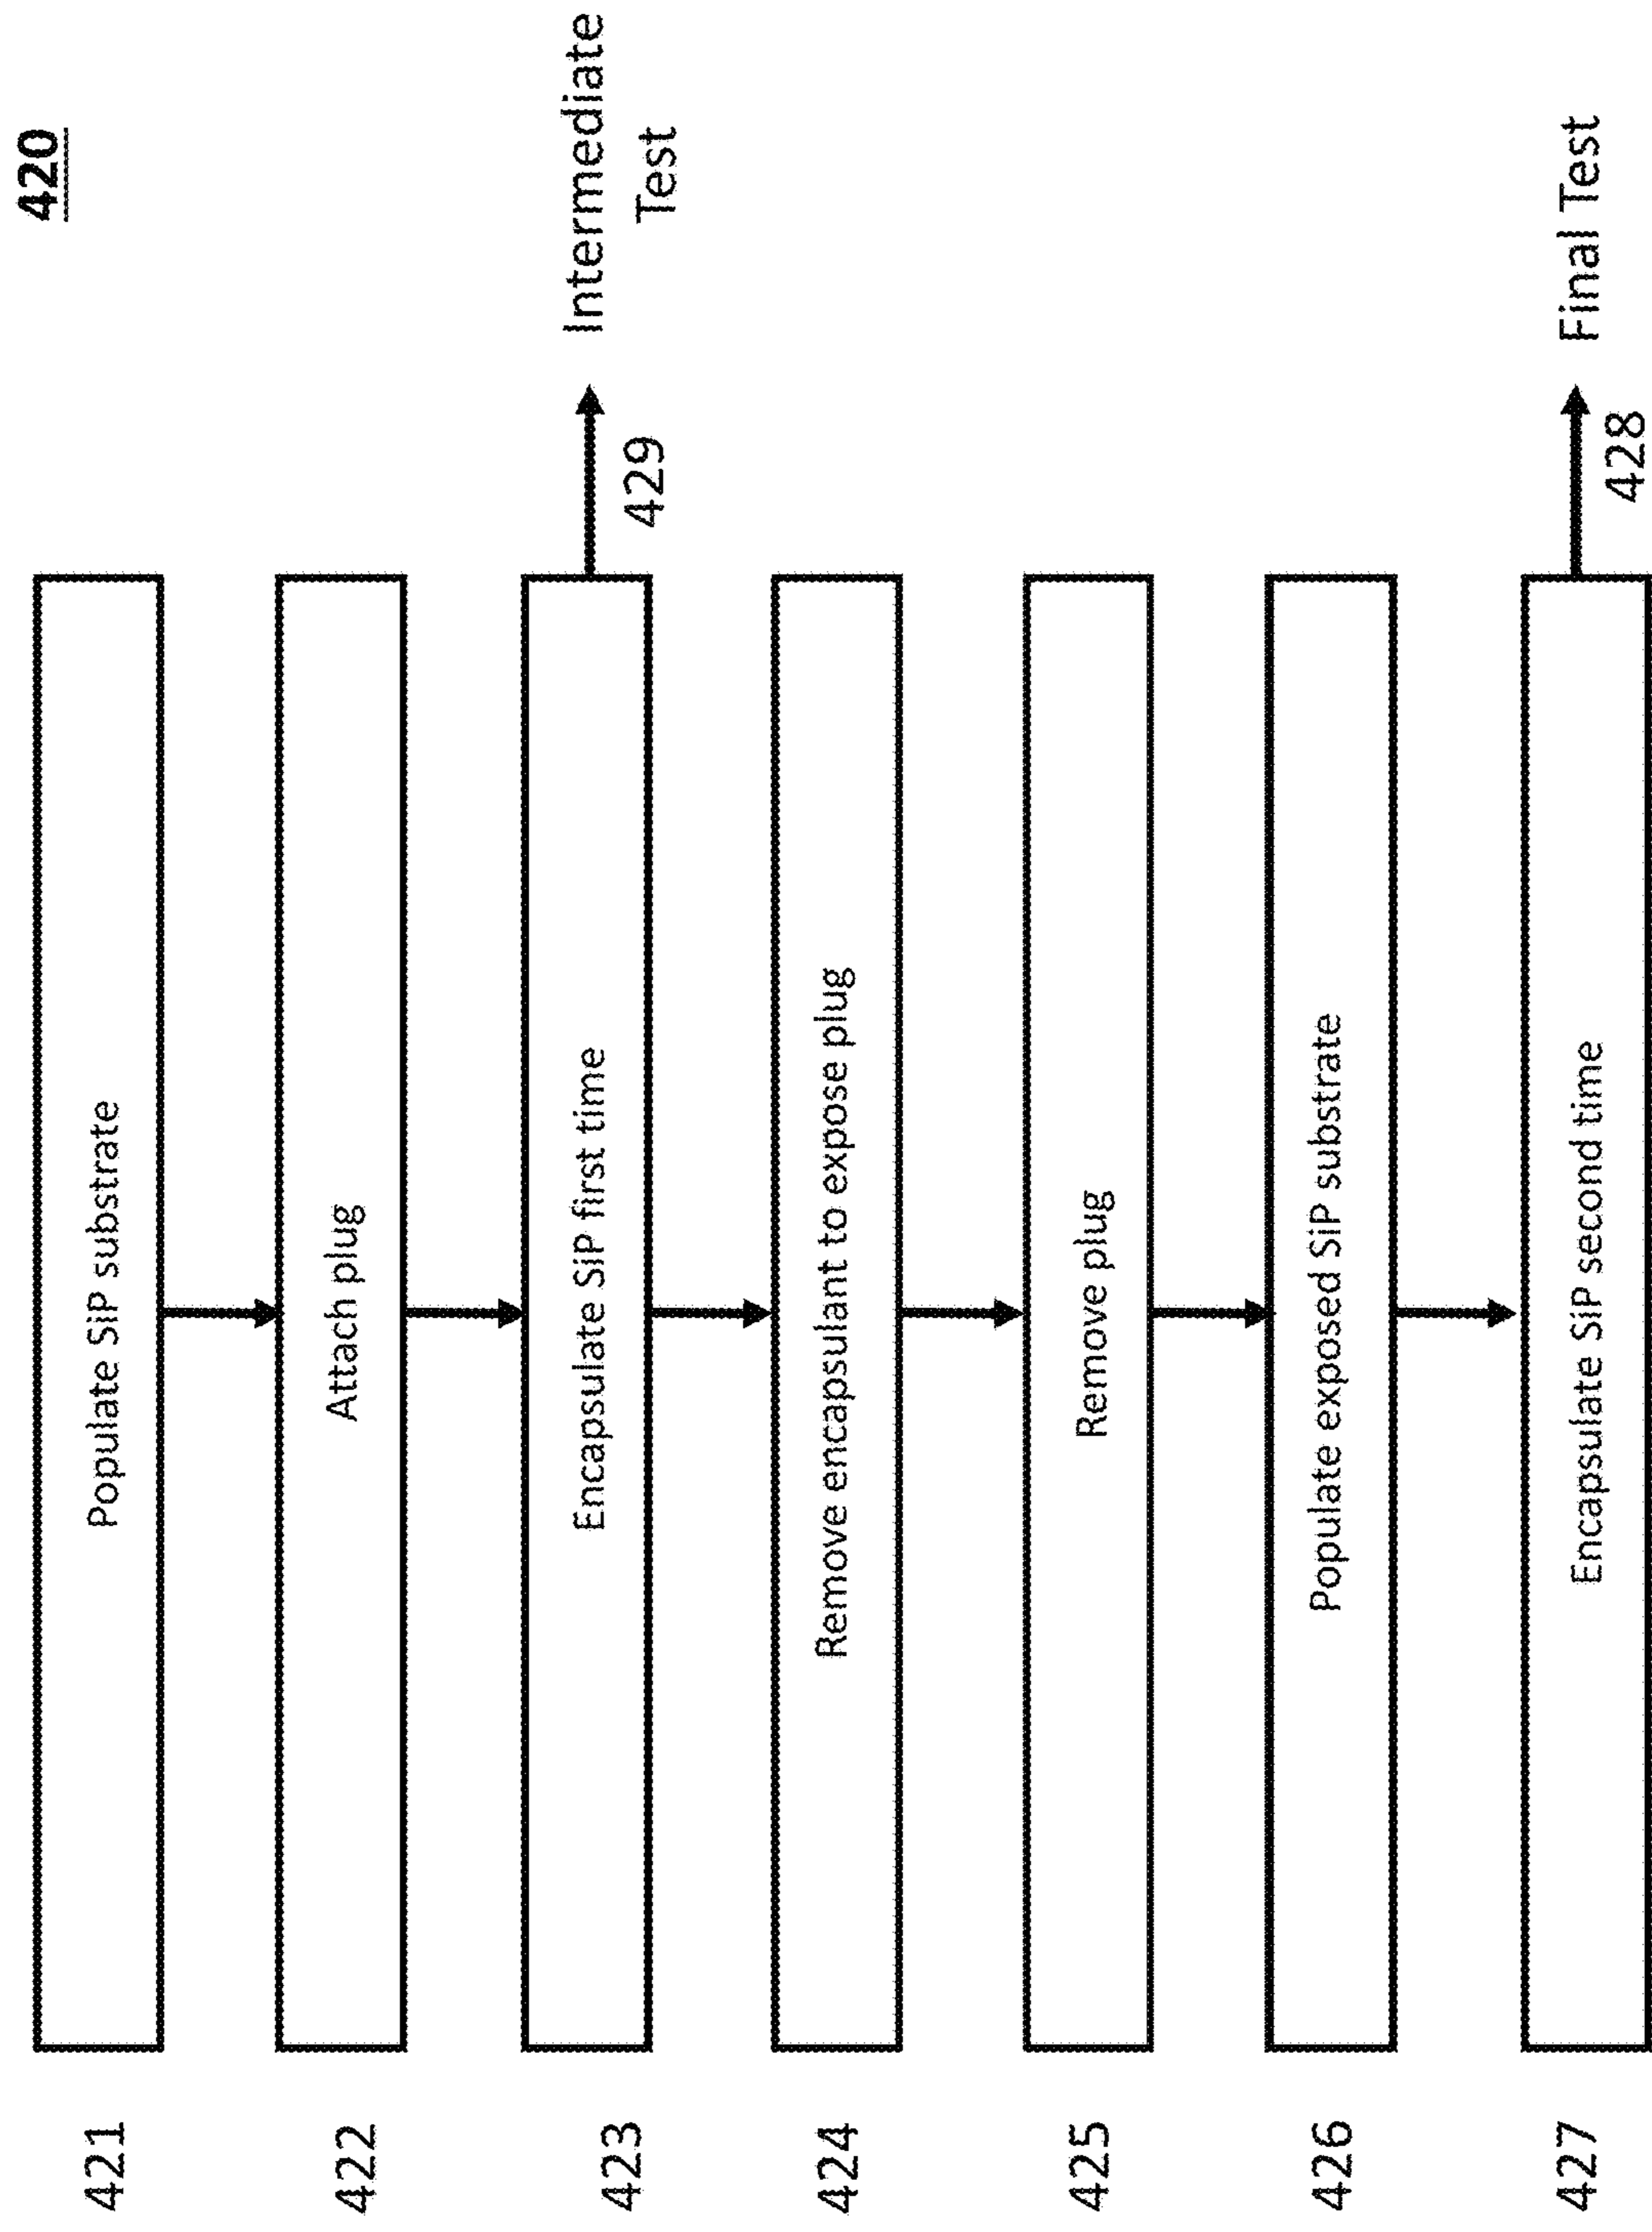 420
421
Populate SiP substrate
422
Attach plug
423
Encapsulate SiP first time
Intermediate
Test
429
424
Remove encapsulant to expose plug
425
Remove plug
426
Populate exposed SiP substrate
427
Encapsulate SiP second time
Final Test
428